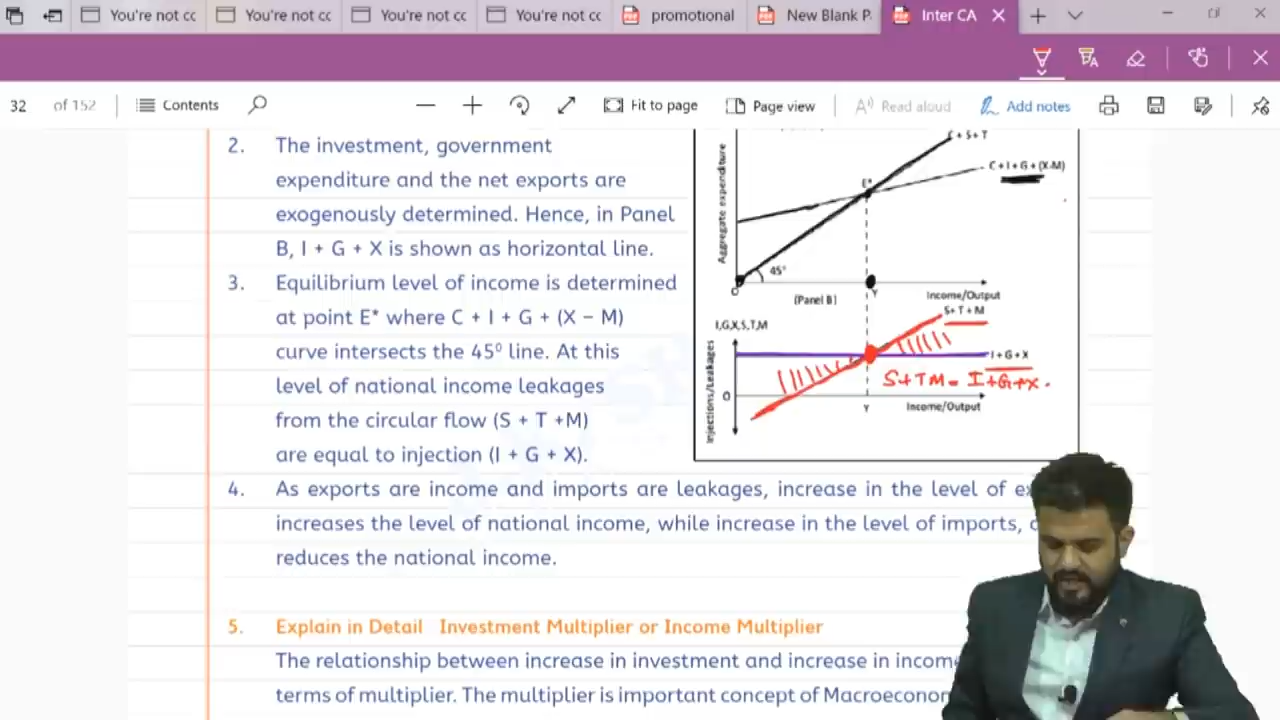 You're not cc
You're not cc
You're not cc
You're not cc
promotional
New Blank P
Inter CA
32 of 152
Contents
Fit to page
Page view
Read aloud
Add notes
2. The investment, government
expenditure and the net exports are
exogenously determined. Hence, in Panel
B, I + G + X is shown as horizontal line.
3. Equilibrium level of income is determined
at point E* where C + I + G + (X – M)
curve intersects the 45⁰ line. At this
level of national income leakages
from the circular flow (S + T +M)
are equal to injection (I + G + X).
Aggregate expenditure
C + S + T
C + I + G + (X-M)
E*
45°
O
Y
(Panel B)
Income/Output
I,G,X,S,T,M
S+ T + M
Injections/Leakages
I + G + X
S+TM = I+G+X.
O
Y
Income/Output
4. As exports are income and imports are leakages, increase in the level of
increases the level of national income, while increase in the level of imports,
reduces the national income.
5. Explain in Detail Investment Multiplier or Income Multiplier
The relationship between increase in investment and increase in
terms of multiplier. The multiplier is important concept of